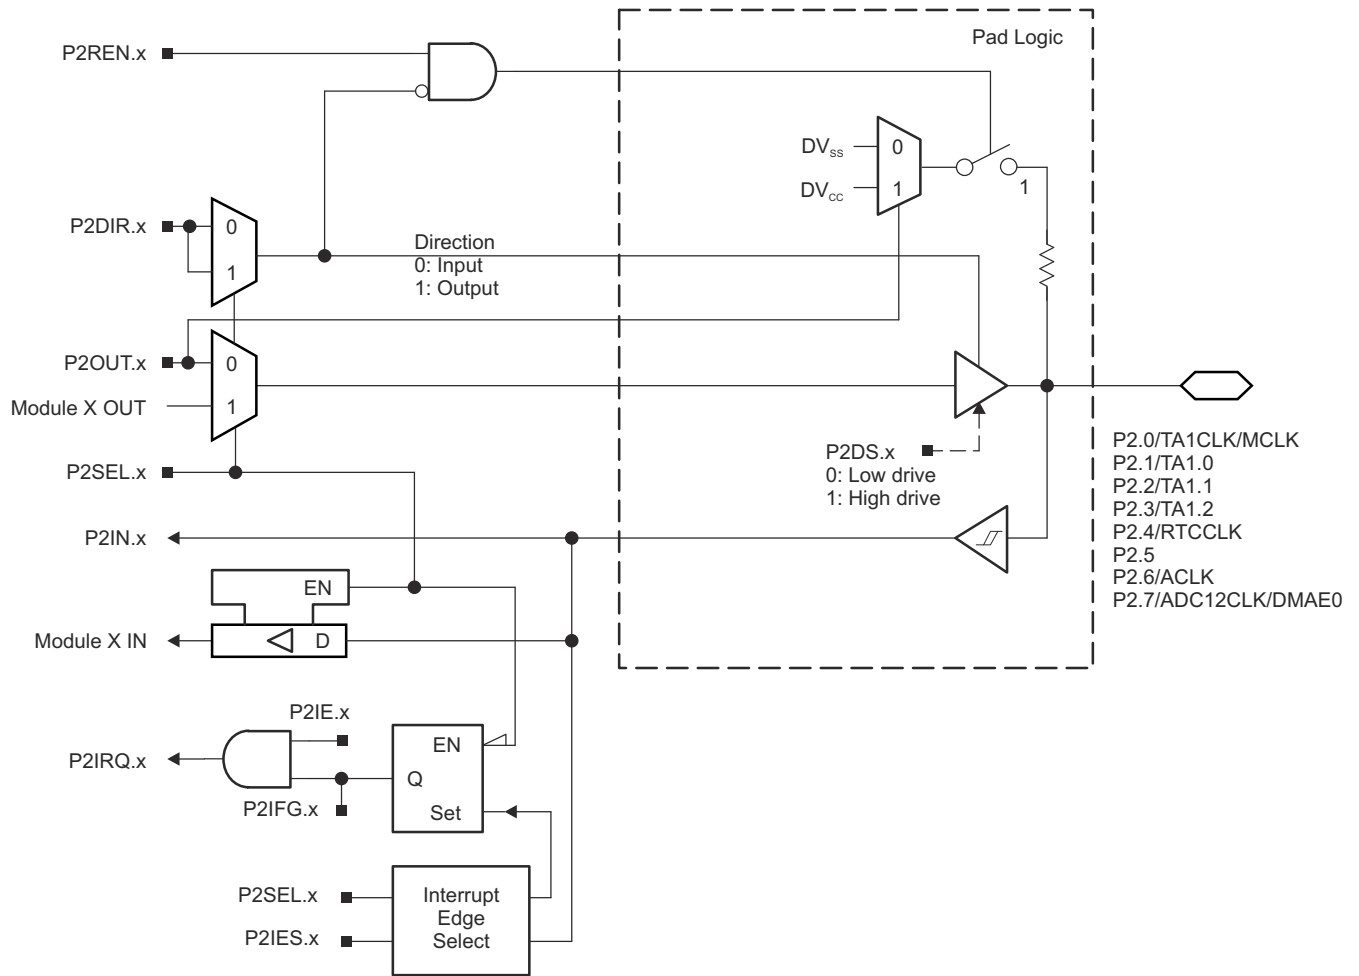 Pad Logic
P2REN.x
DVSS
0
DVCC
1
1
P2DIR.x
0
1
Direction
0: Input
1: Output
P2OUT.x
0
Module X OUT
1
P2SEL.x
P2DS.x
0: Low drive
1: High drive
P2.0/TA1CLK/MCLK
P2.1/TA1.0
P2.2/TA1.1
P2.3/TA1.2
P2.4/RTCCLK
P2.5
P2.6/ACLK
P2.7/ADC12CLK/DMAE0
P2IN.x
EN
Module X IN
D
P2IE.x
P2IRQ.x
EN
Q
P2IFG.x
Set
P2SEL.x
P2IES.x
Interrupt
Edge
Select